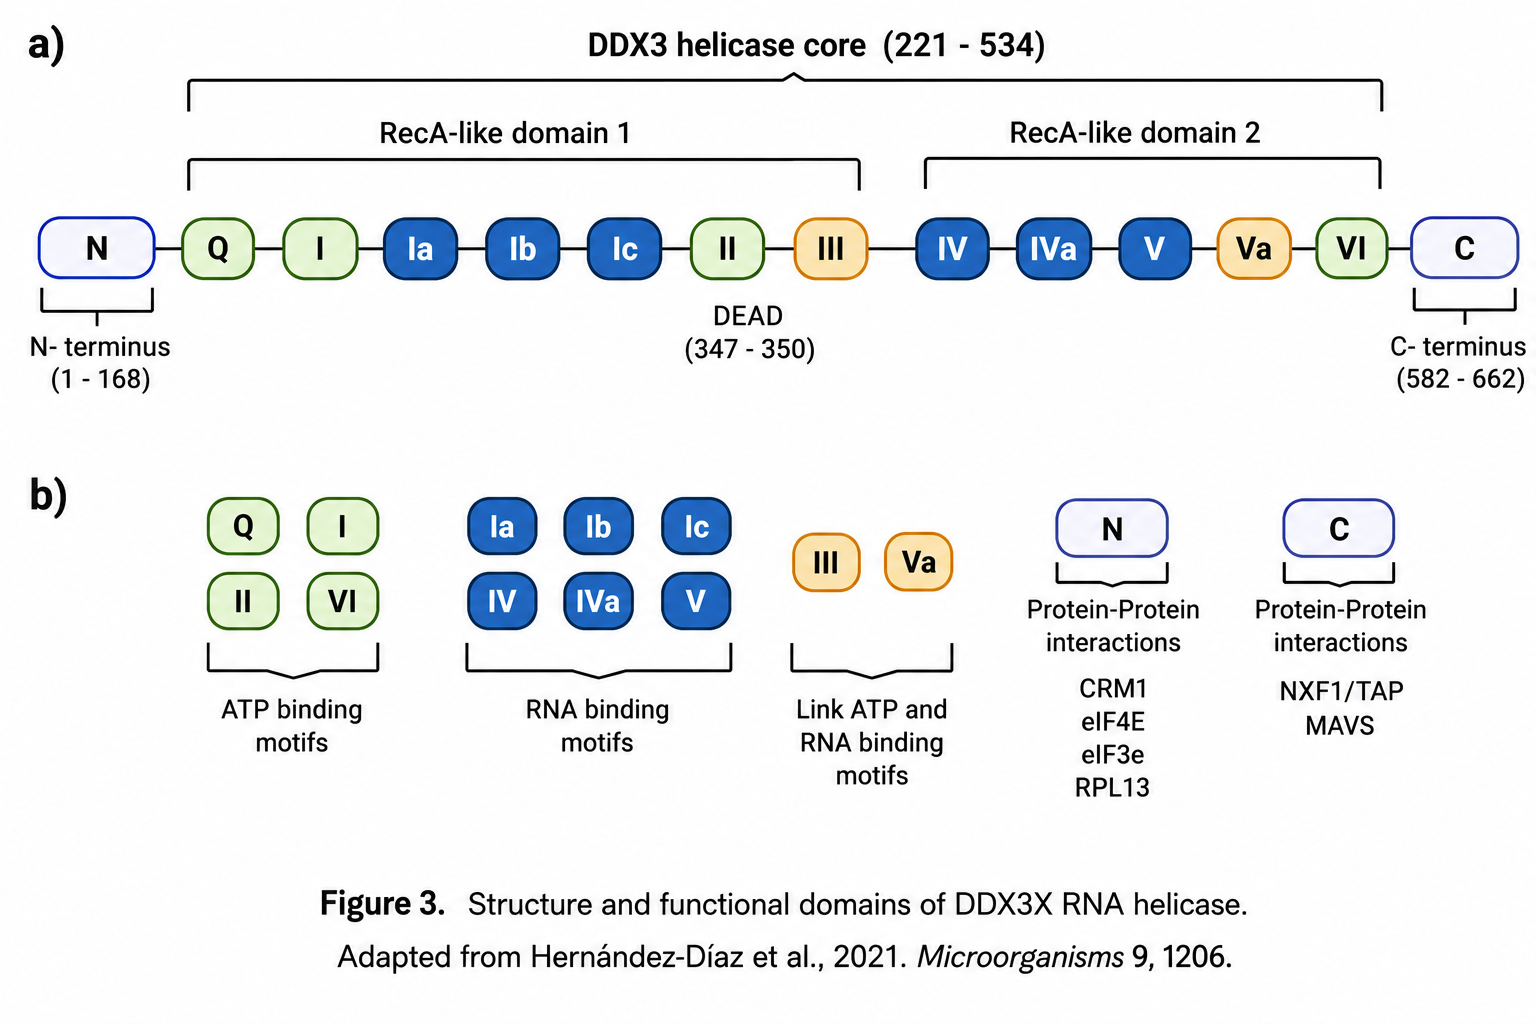 a)
DDX3 helicase core (221 - 534)
RecA-like domain 1
RecA-like domain 2
N
Q
I
Ia
Ib
Ic
II
III
IV
IVa
V
Va
VI
C
N- terminus
(1 - 168)
DEAD
(347 - 350)
C- terminus
(582 - 662)
b)
Q
I
II
VI
ATP binding
motifs
Ia
Ib
Ic
IV
IVa
V
RNA binding
motifs
III
Va
Link ATP and
RNA binding
motifs
N
Protein-Protein
interactions
CRM1
eIF4E
eIF3e
RPL13
C
Protein-Protein
interactions
NXF1/TAP
MAVS
Figure 3. Structure and functional domains of DDX3X RNA helicase.
Adapted from Hernández-Díaz et al., 2021. Microorganisms 9, 1206.